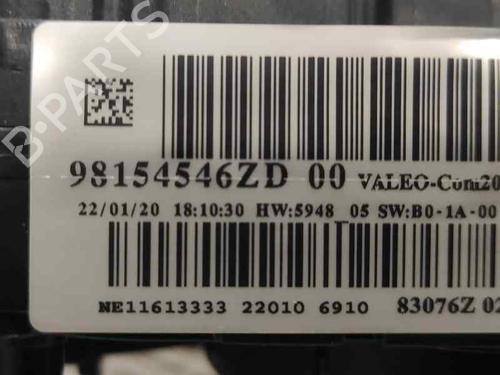 98154546ZD 00 VALEO-Com20
22/01/20 18:10:30 HW:5948_05 SW:B0-1A-00
NE11613333 22010 6910 83076Z 02
B-PARTS